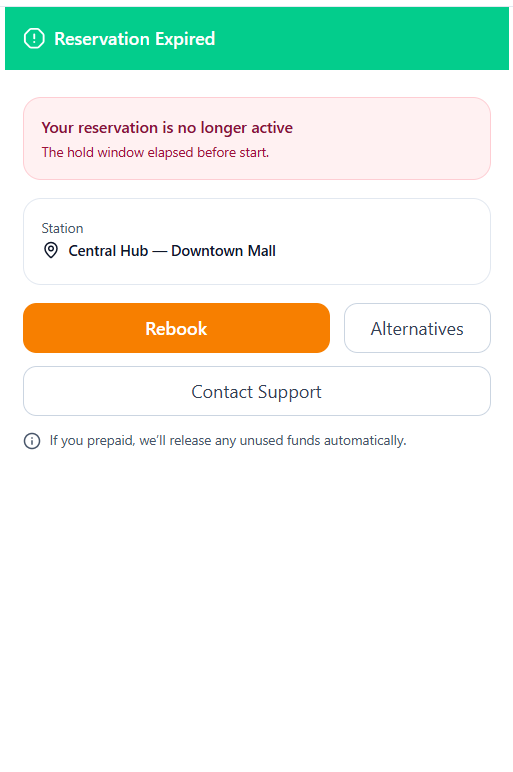 Reservation Expired
Your reservation is no longer active
The hold window elapsed before start.
Station
Central Hub — Downtown Mall
Rebook
Alternatives
Contact Support
If you prepaid, we’ll release any unused funds automatically.